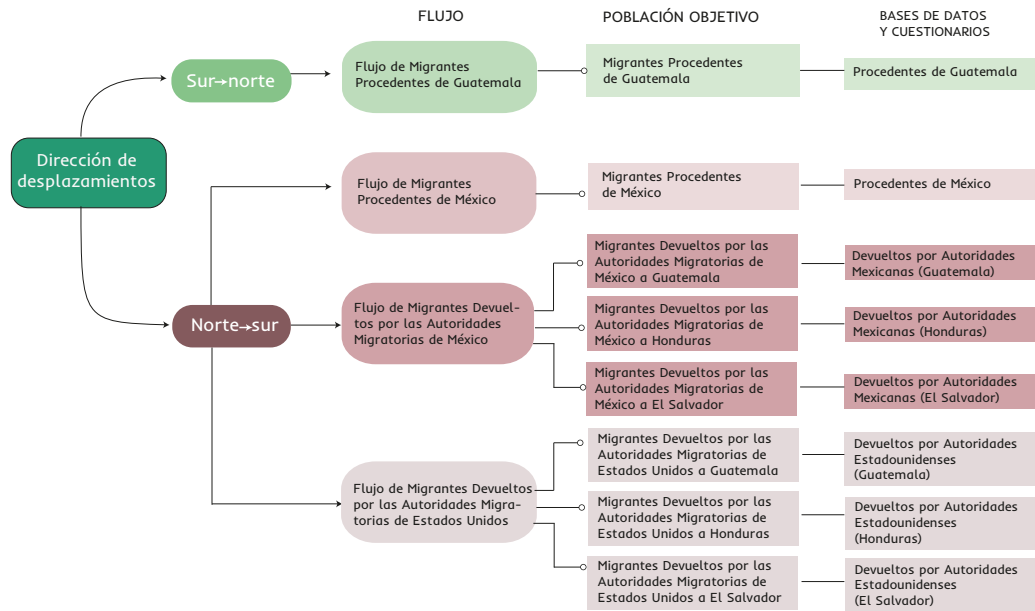 FLUJO
POBLACIÓN OBJETIVO
BASES DE DATOS
Y CUESTIONARIOS
Dirección de
desplazamientos
Sur→norte
Flujo de Migrantes
Procedentes de Guatemala
Migrantes Procedentes
de Guatemala
Procedentes de Guatemala
Norte→sur
Flujo de Migrantes
Procedentes de México
Migrantes Procedentes
de México
Procedentes de México
Flujo de Migrantes Devuel-
tos por las Autoridades
Migratorias de México
Migrantes Devueltos por las
Autoridades Migratorias de
México a Guatemala
Devueltos por Autoridades
Mexicanas (Guatemala)
Migrantes Devueltos por las
Autoridades Migratorias de
México a Honduras
Devueltos por Autoridades
Mexicanas (Honduras)
Migrantes Devueltos por las
Autoridades Migratorias de
México a El Salvador
Devueltos por Autoridades
Mexicanas (El Salvador)
Flujo de Migrantes Devueltos
por las Autoridades Migra-
torias de Estados Unidos
Migrantes Devueltos por las
Autoridades Migratorias de
Estados Unidos a Guatemala
Devueltos por Autoridades
Estadounidenses
(Guatemala)
Migrantes Devueltos por las
Autoridades Migratorias de
Estados Unidos a Honduras
Devueltos por Autoridades
Estadounidenses
(Honduras)
Migrantes Devueltos por las
Autoridades Migratorias de
Estados Unidos a El Salvador
Devueltos por Autoridades
Estadounidenses
(El Salvador)